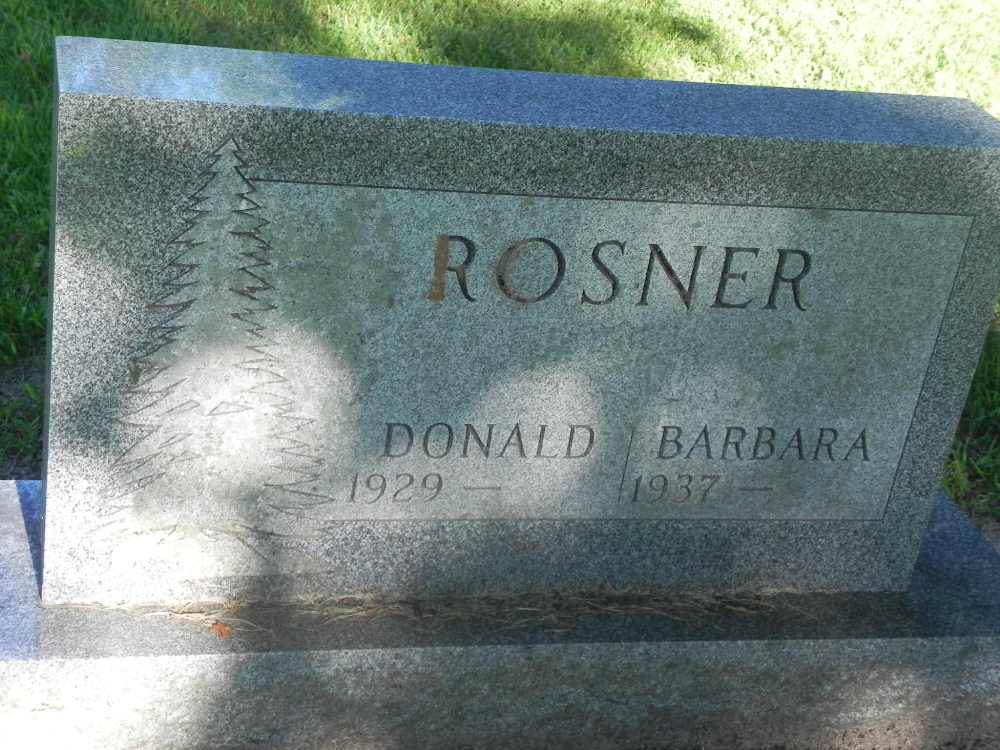 ROSNER
DONALD | BARBARA
1929 — | 1937 —